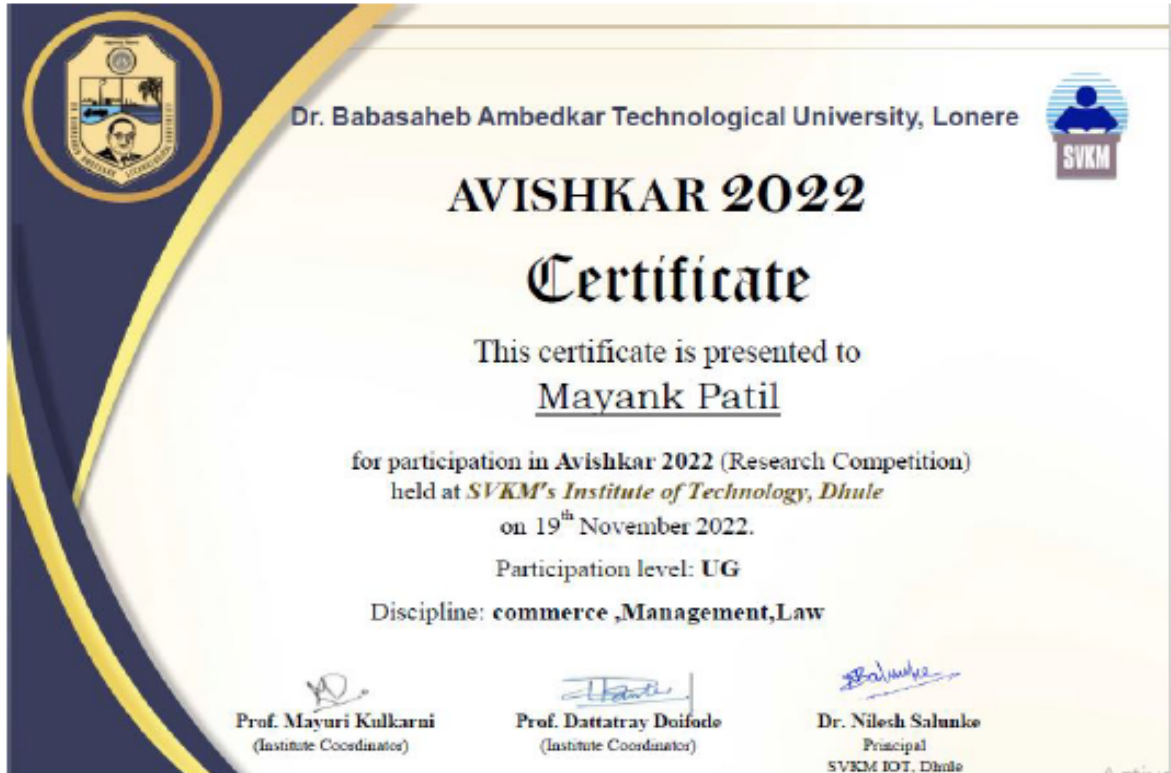 Dr. Babasaheb Ambedkar Technological University, Lonere
SVKM
AVISHKAR 2022
Certificate
This certificate is presented to
Mayank Patil
for participation in Avishkar 2022 (Research Competition)
held at SVKM's Institute of Technology, Dhule
on 19th November 2022.
Participation level: UG
Discipline: commerce ,Management,Law
Prof. Mayuri Kulkarni
(Institute Coordinator)
Prof. Dattatray Doifode
(Institute Coordinator)
Dr. Nilesh Salunke
Principal
SVKM IOT, Dhule